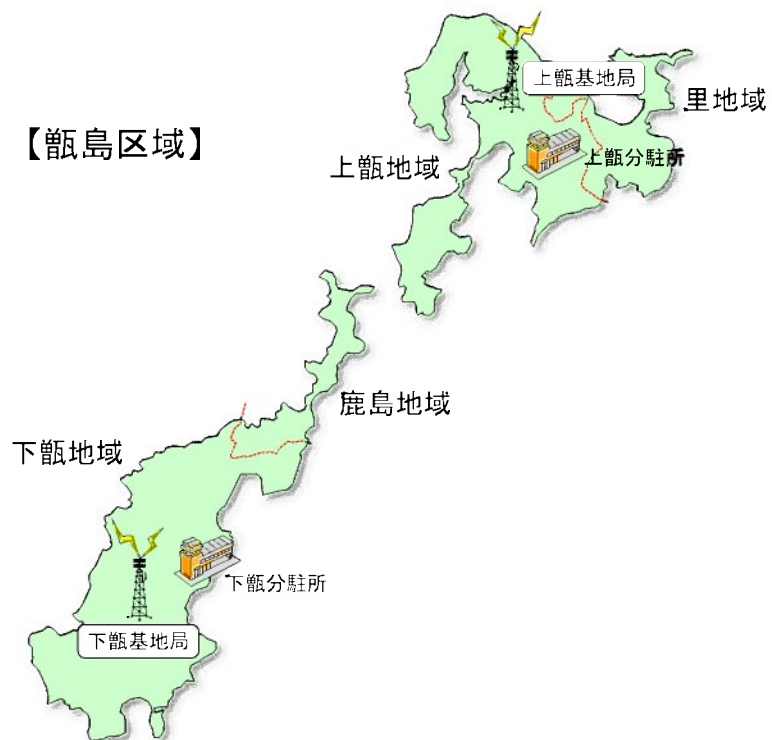 上甑基地局
里地域
【甑島区域】
上甑地域
上甑分駐所
鹿島地域
下甑地域
下甑分駐所
下甑基地局